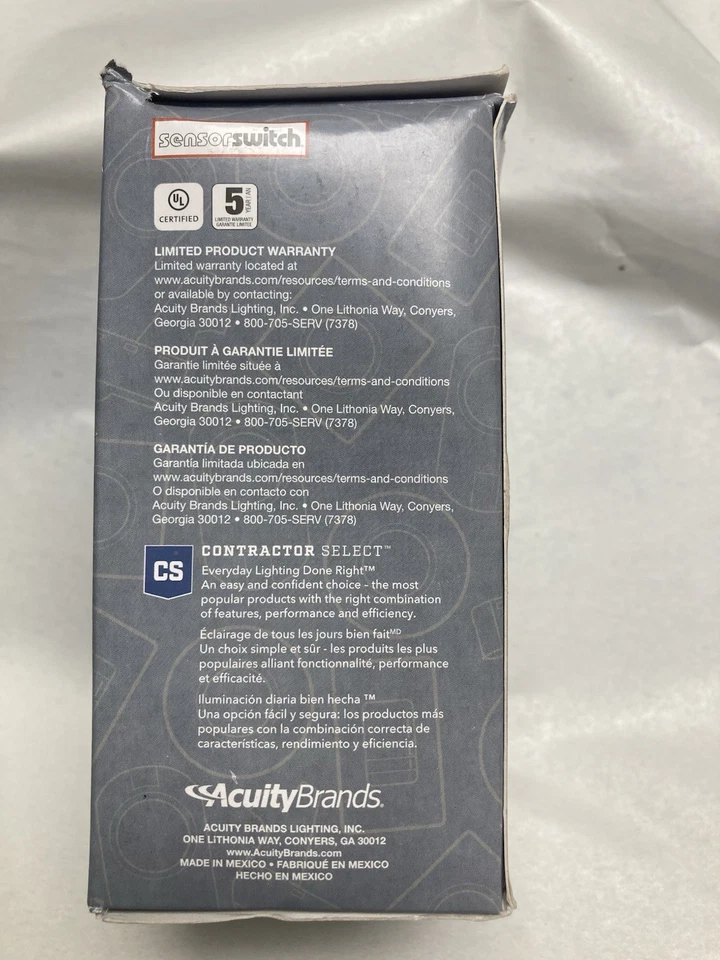 sensorswitch
UL
CERTIFIED
5
YEAR / AN
LIMITED WARRANTY
GARANTIE LIMITÉE
LIMITED PRODUCT WARRANTY
Limited warranty located at
www.acuitybrands.com/resources/terms-and-conditions
or available by contacting:
Acuity Brands Lighting, Inc. • One Lithonia Way, Conyers,
Georgia 30012 • 800-705-SERV (7378)
PRODUIT À GARANTIE LIMITÉE
Garantie limitée située à
www.acuitybrands.com/resources/terms-and-conditions
Ou disponible en contactant
Acuity Brands Lighting, Inc. • One Lithonia Way, Conyers,
Georgia 30012 • 800-705-SERV (7378)
GARANTÍA DE PRODUCTO
Garantía limitada ubicada en
www.acuitybrands.com/resources/terms-and-conditions
O disponible en contacto con
Acuity Brands Lighting, Inc. • One Lithonia Way, Conyers,
Georgia 30012 • 800-705-SERV (7378)
CS
CONTRACTOR SELECT™
Everyday Lighting Done Right™
An easy and confident choice - the most
popular products with the right combination
of features, performance and efficiency.
Éclairage de tous les jours bien fait MD
Un choix simple et sûr - les produits les plus
populaires alliant fonctionnalité, performance
et efficacité.
Iluminación diaria bien hecha ™
Una opción fácil y segura: los productos más
populares con la combinación correcta de
características, rendimiento y eficiencia.
AcuityBrands.
ACUITY BRANDS LIGHTING, INC.
ONE LITHONIA WAY, CONYERS, GA 30012
www.AcuityBrands.com
MADE IN MEXICO • FABRIQUÉ EN MEXICO
HECHO EN MEXICO